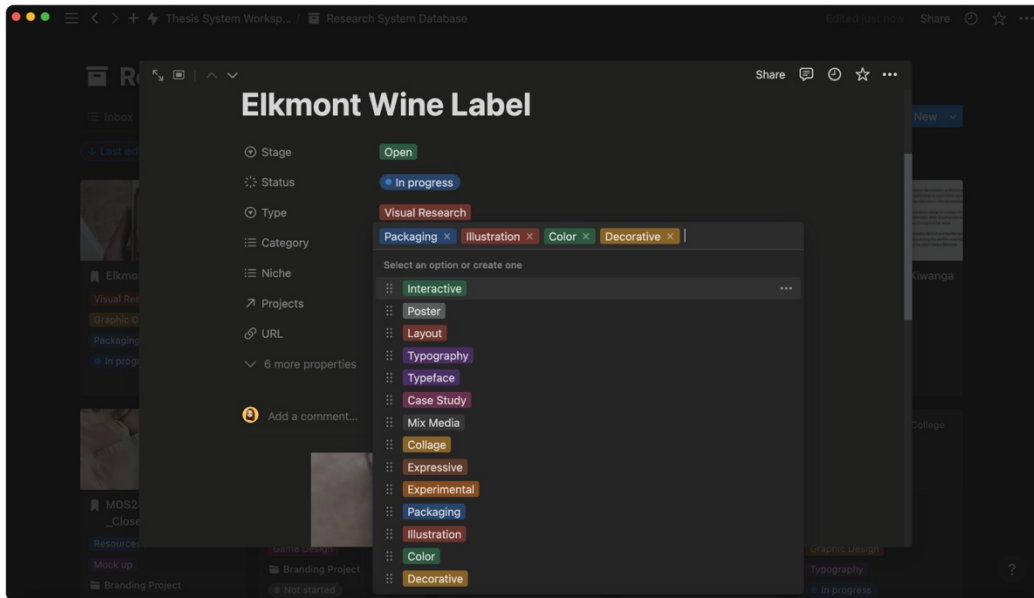 Thesis System Worksp... / Research System Database
Edited just now Share
Inbox
New
Last ed
Share
Elkmont Wine Label
Stage Open
Status In progress
Type Visual Research
Category Packaging × Illustration × Color × Decorative ×
Select an option or create one
Niche
Projects
URL
6 more properties
Add a comment...
Interactive
Poster
Layout
Typography
Typeface
Case Study
Mix Media
Collage
Expressive
Experimental
Packaging
Illustration
Color
Decorative
Elkmo
Visual Res
Graphic D
Packaging
In progr
Kiwanga
College
MDS2
_Close
Resources
Mock up
Branding Project
Game Design
Branding Project
Not started
Graphic Design
Typography
In progress
?